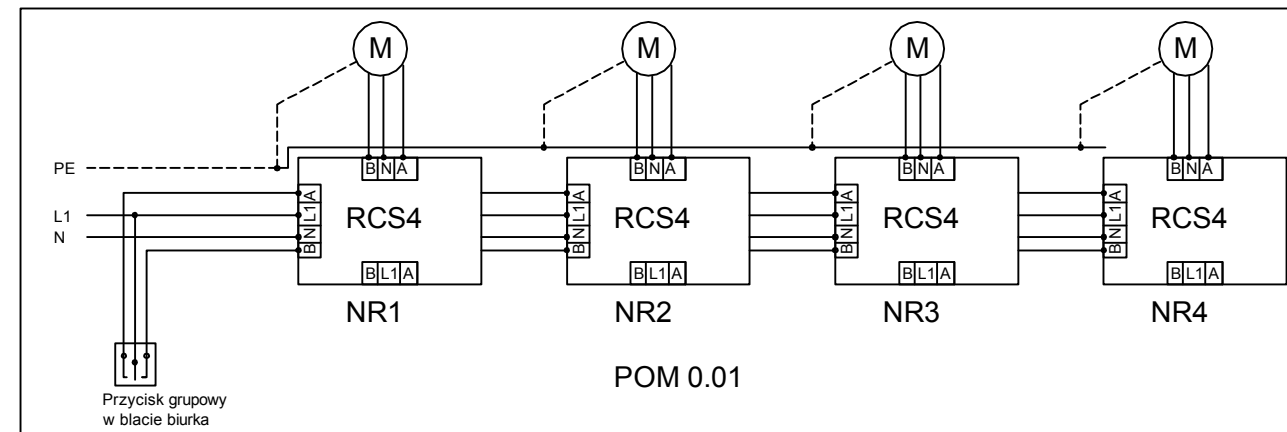 M M M M
PE
B N A B N A B N A B N A
A A A A
L1 RCS4 L1 RCS4 L1 RCS4 L1 RCS4
L1
N
N N N N
B B B B
B L1 A B L1 A B L1 A B L1 A
NR1 NR2 NR3 NR4
POM 0.01
Przycisk grupowy
w blacie biurka